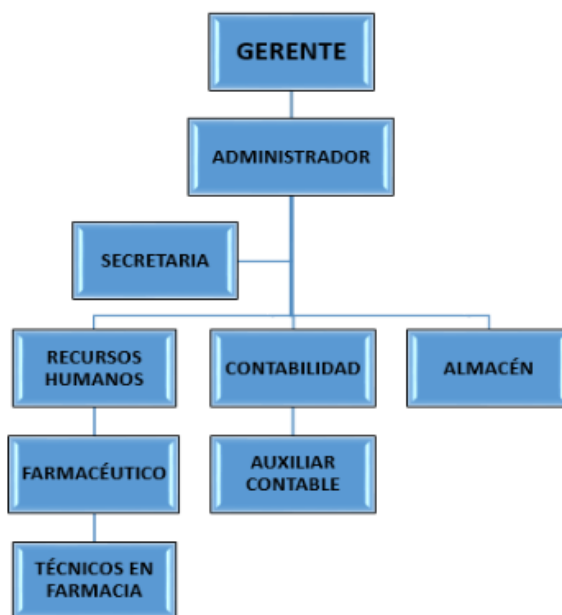 GERENTE
ADMINISTRADOR
SECRETARIA
RECURSOS
HUMANOS
CONTABILIDAD
ALMACÉN
FARMACÉUTICO
AUXILIAR
CONTABLE
TÉCNICOS EN
FARMACIA